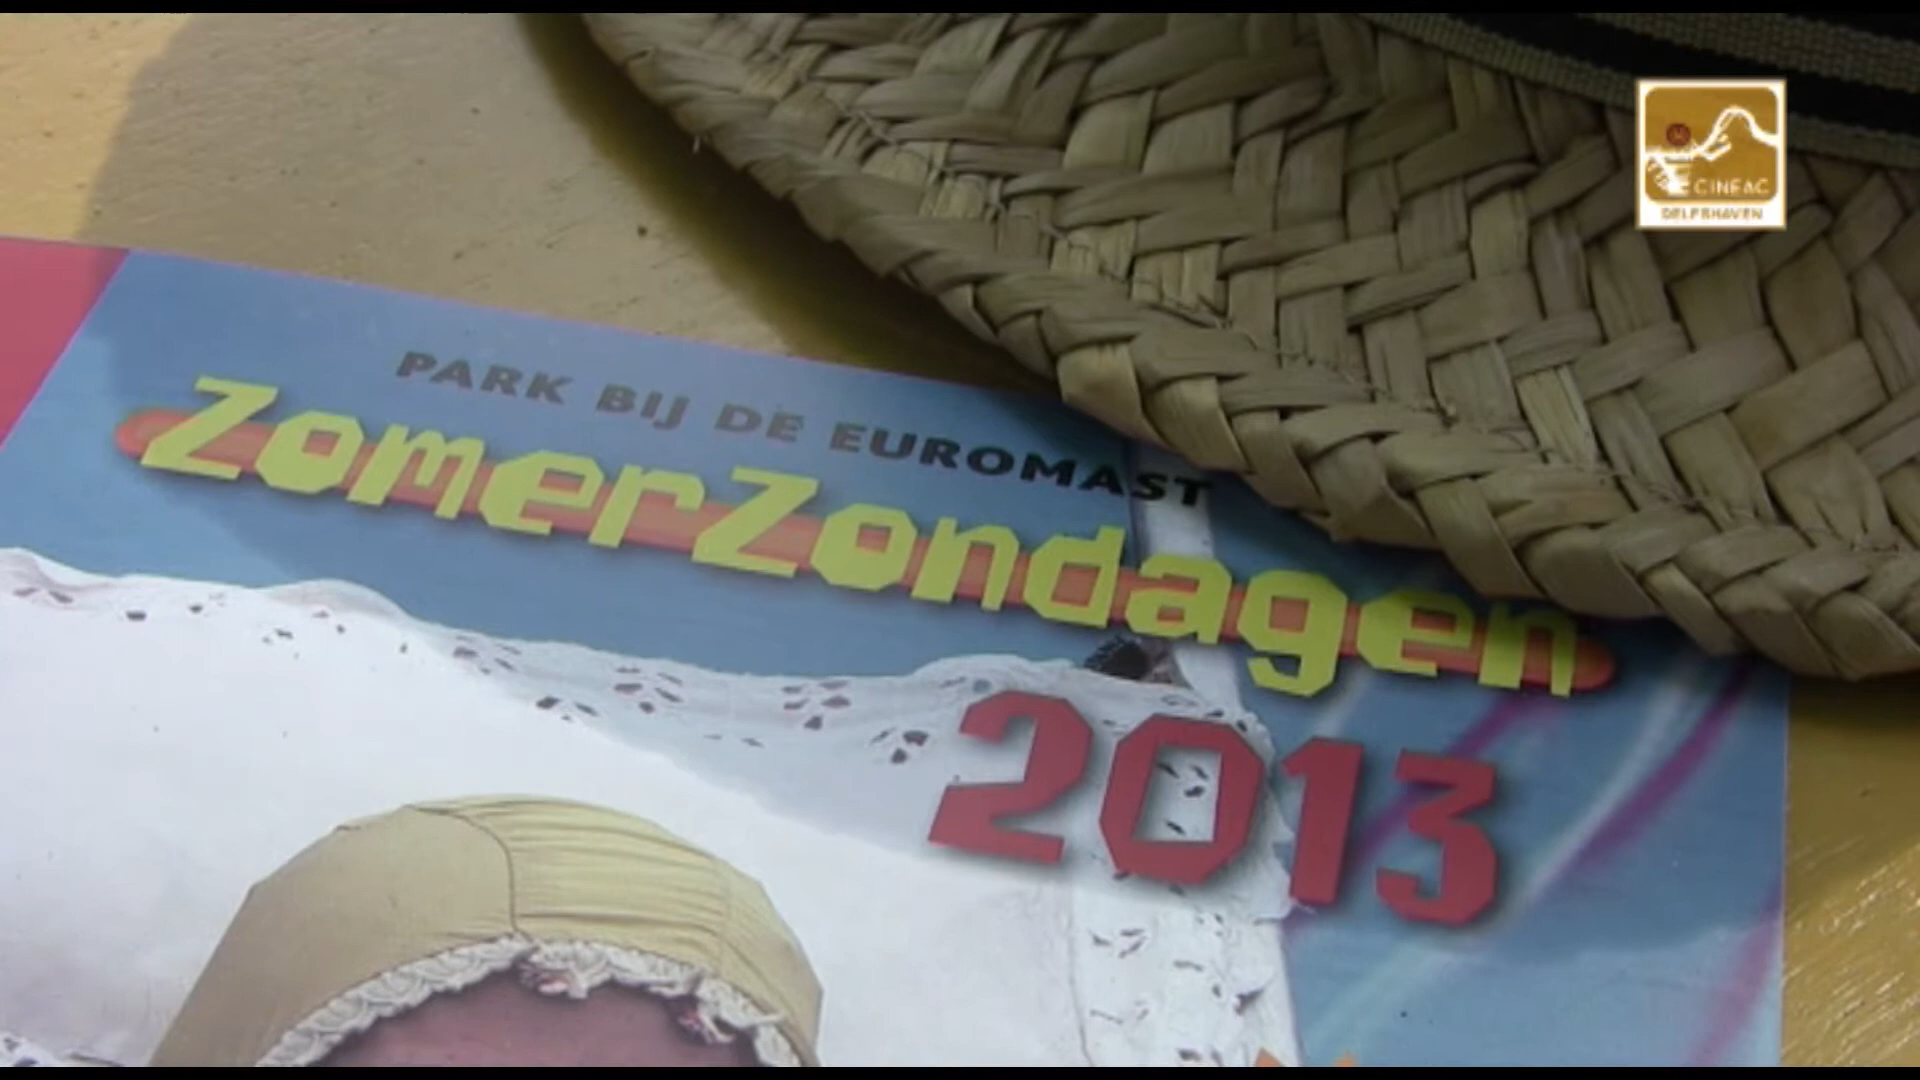 PARK BIJ DE EUROMAST
ZomerZondagen
2013
CINEAC
DELFSHAVEN